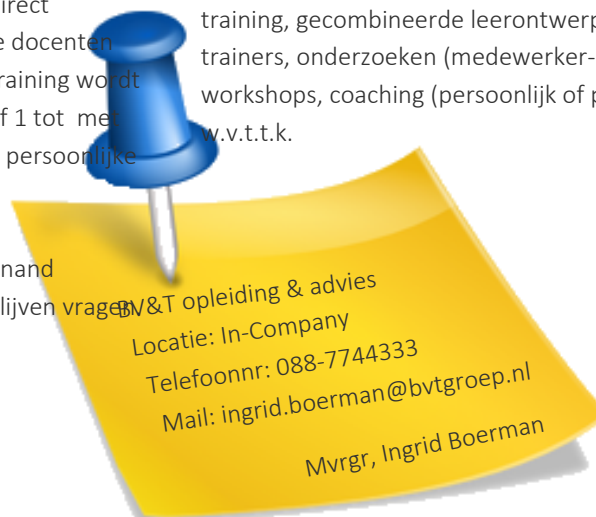 irect
e docenten
raining wordt
f 1 tot met
persoonlijke
nand
lijven vragen.
training, gecombineerde leerontwerp
trainers, onderzoeken (medewerker-
workshops, coaching (persoonlijk of p
w.v.t.t.k.
BV&T opleiding & advies
Locatie: In-Company
Telefoonnr: 088-7744333
Mail: ingrid.boerman@bvtgroep.nl
Mvrgr, Ingrid Boerman